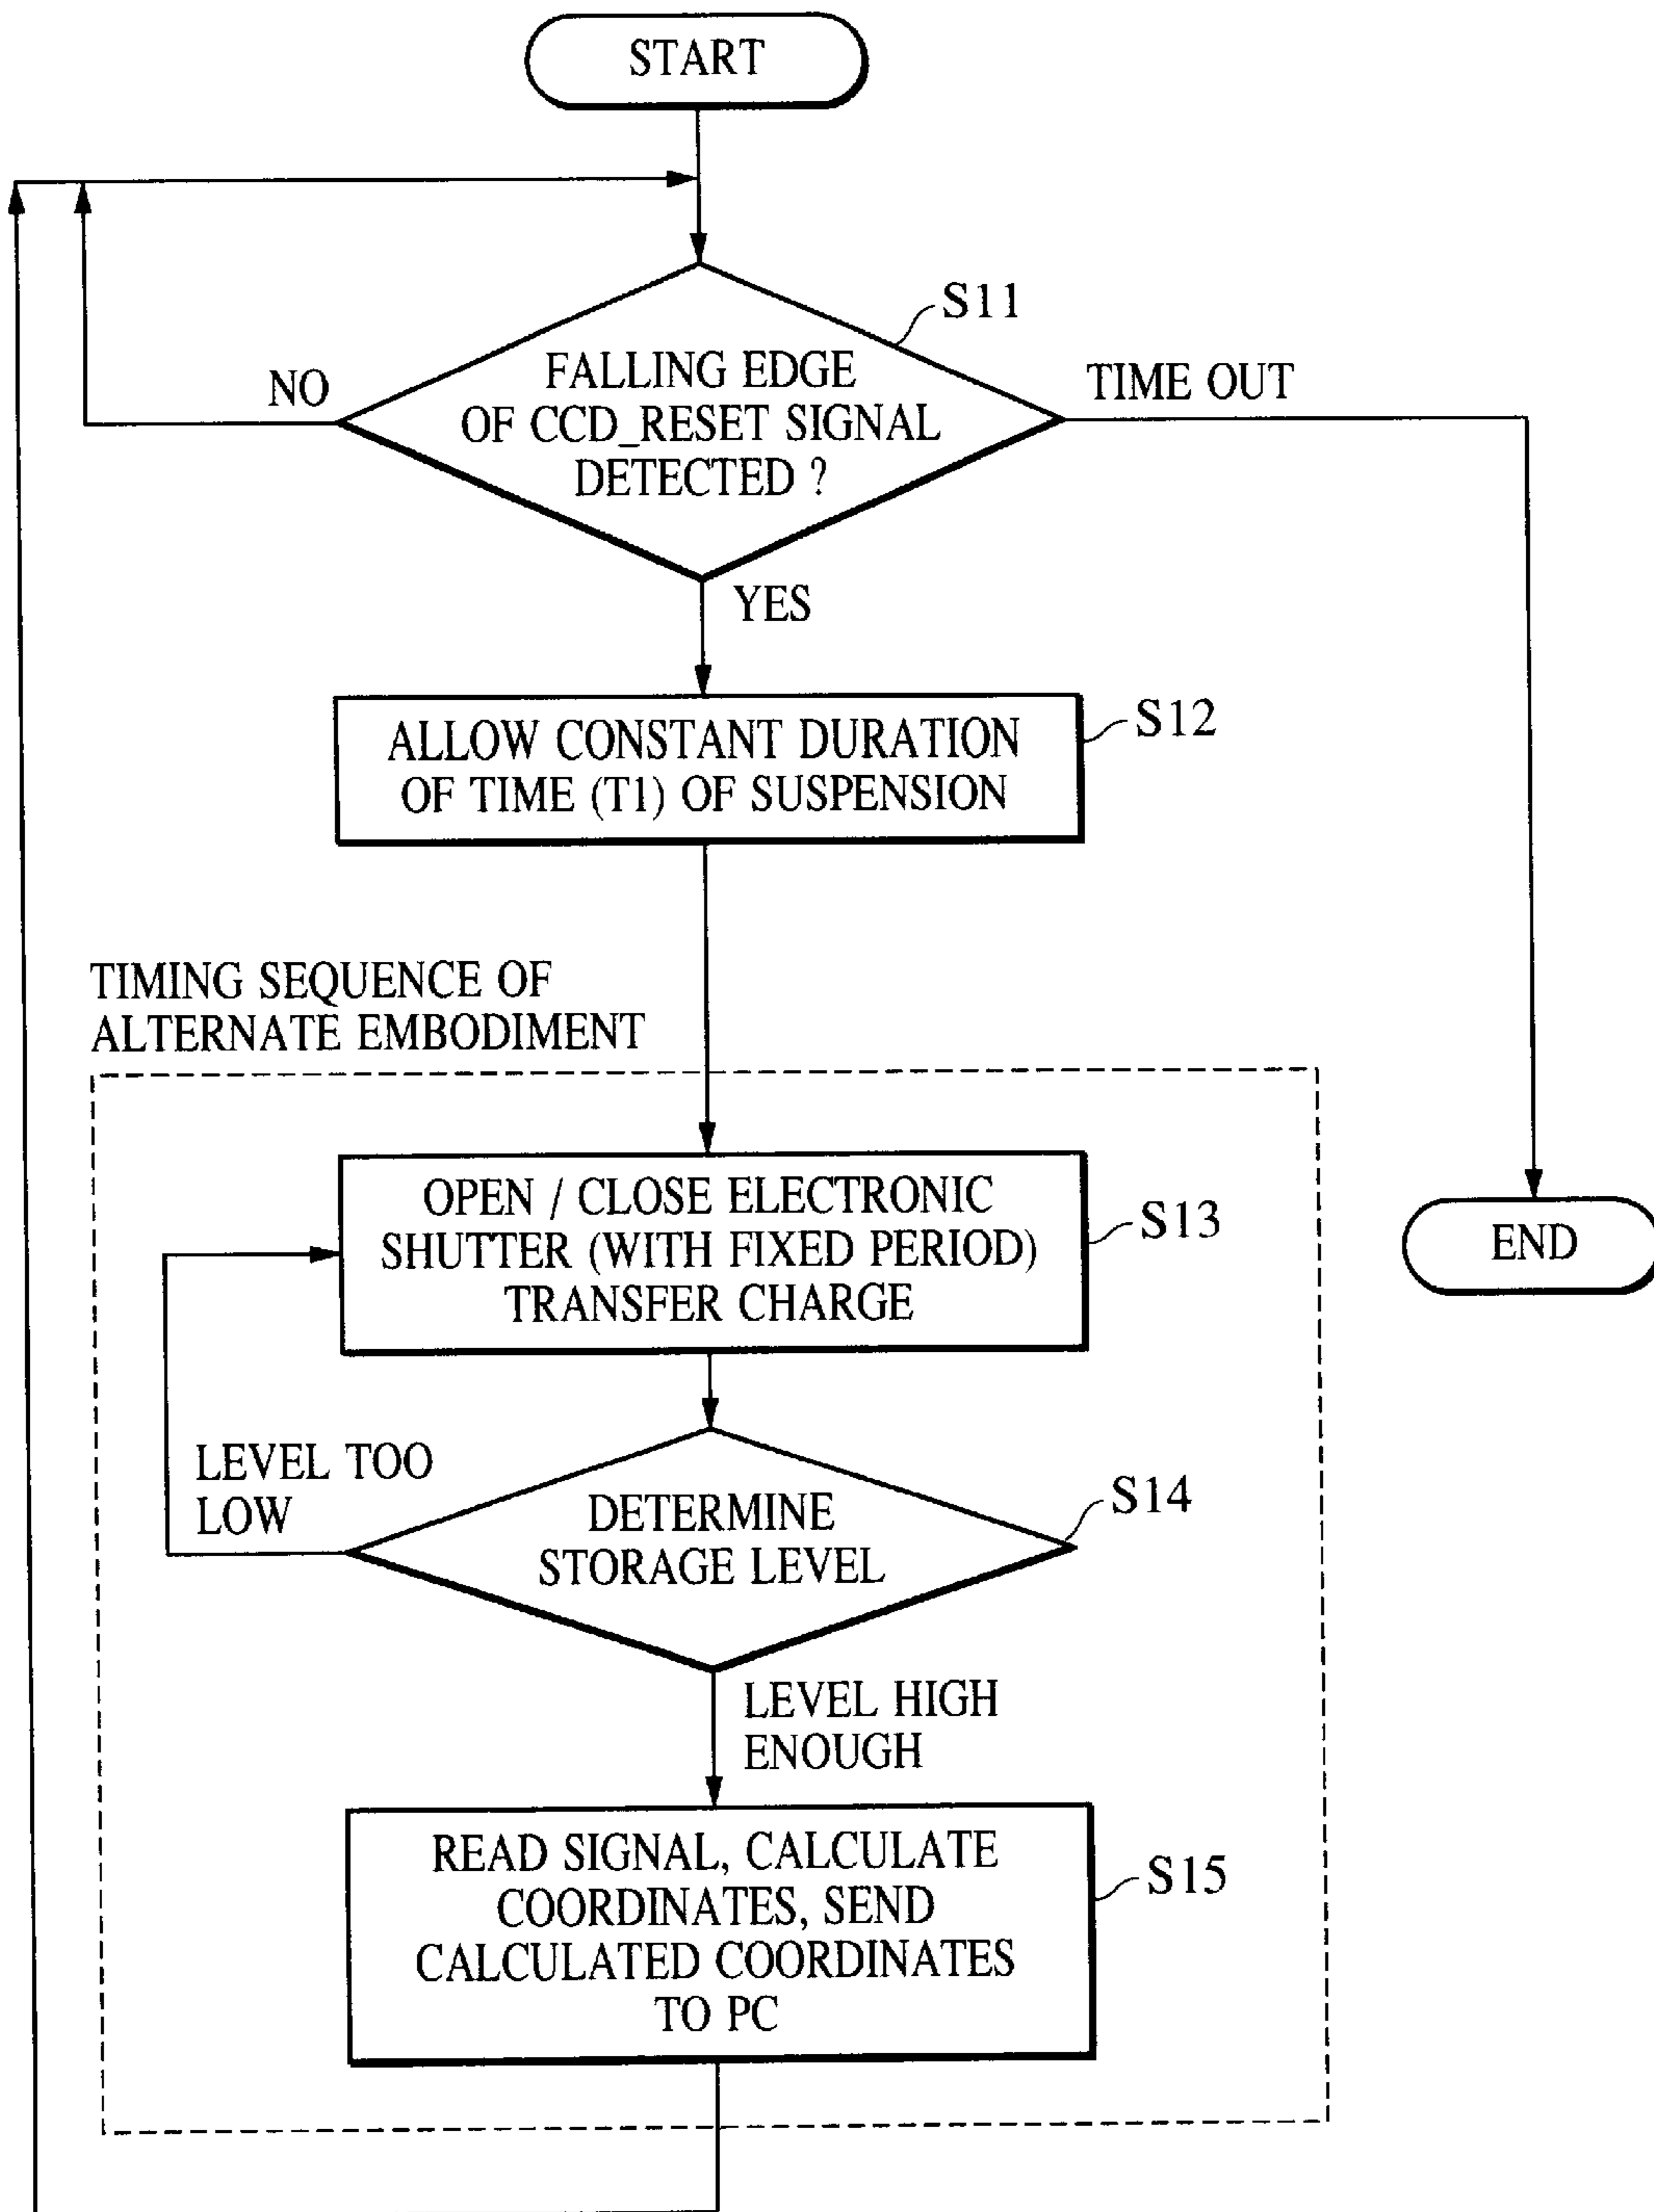 START
S11
NO
FALLING EDGE
OF CCD_RESET SIGNAL
DETECTED ?
TIME OUT
YES
ALLOW CONSTANT DURATION
OF TIME (T1) OF SUSPENSION
S12
TIMING SEQUENCE OF
ALTERNATE EMBODIMENT
OPEN / CLOSE ELECTRONIC
SHUTTER (WITH FIXED PERIOD)
TRANSFER CHARGE
S13
END
LEVEL TOO
LOW
DETERMINE
STORAGE LEVEL
S14
LEVEL HIGH
ENOUGH
READ SIGNAL, CALCULATE
COORDINATES, SEND
CALCULATED COORDINATES
TO PC
S15